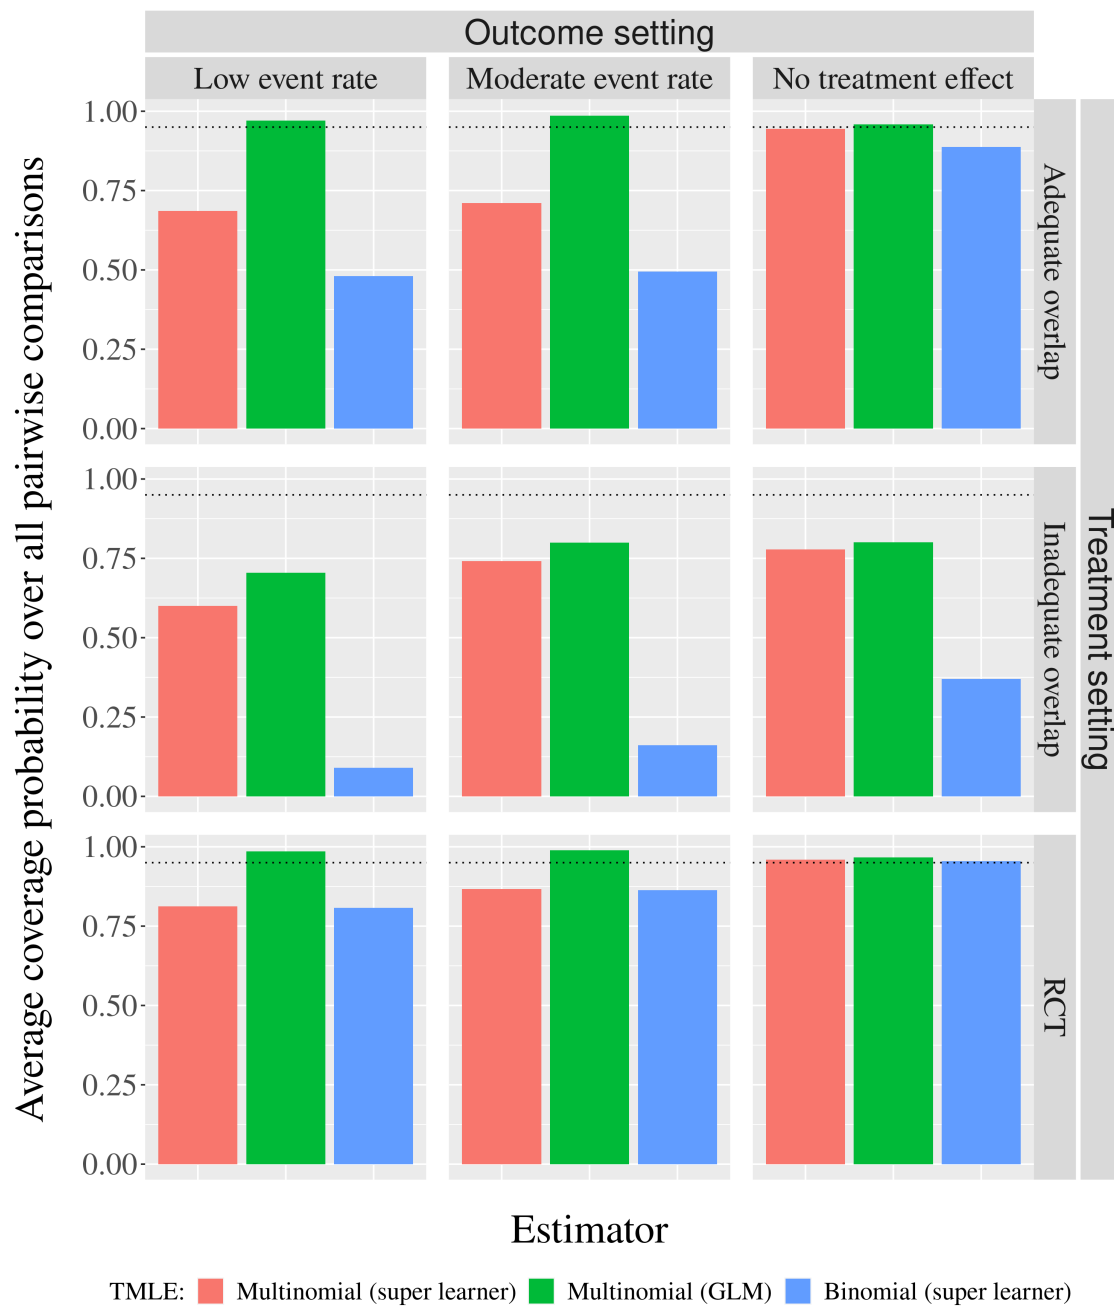 Outcome setting
Low event rate
Moderate event rate
No treatment effect
Average coverage probability over all pairwise comparisons
1.00
0.75
0.50
0.25
0.00
Adequate overlap
1.00
0.75
0.50
0.25
0.00
Inadequate overlap
Treatment setting
1.00
0.75
0.50
0.25
0.00
RCT
Estimator
TMLE: Multinomial (super learner) Multinomial (GLM) Binomial (super learner)